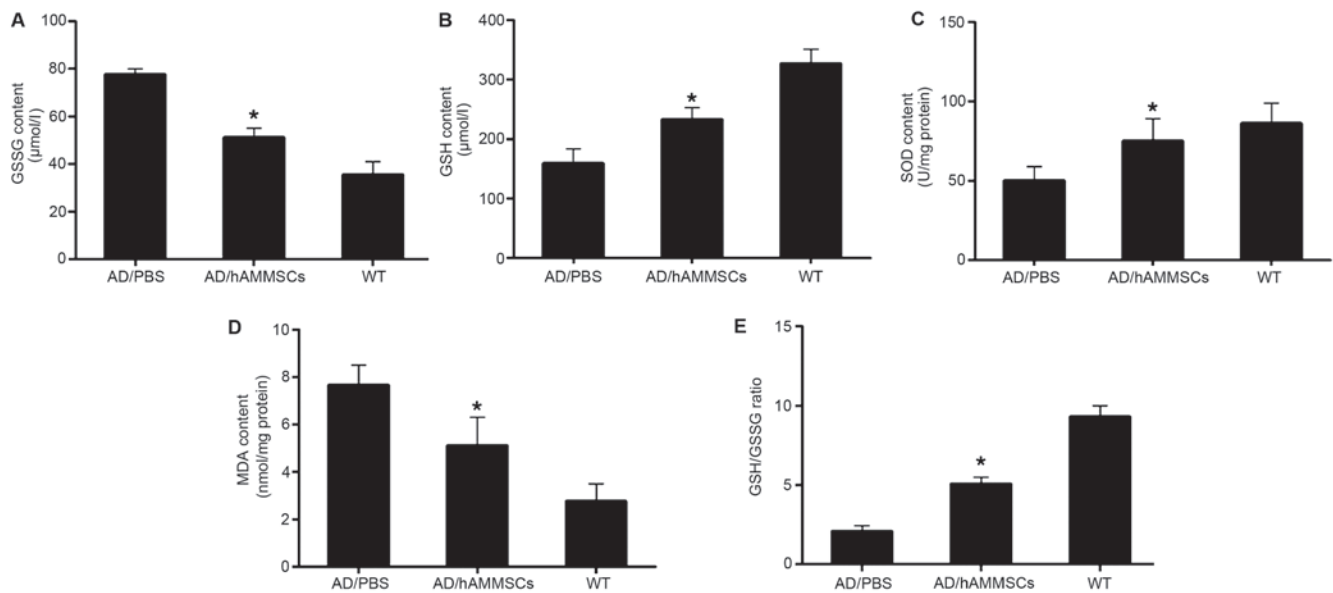 A
GSSG content
(µmol/l)
100
80
60
40
20
0
*
AD/PBS AD/hAMMSCs WT
B
GSH content
(µmol/l)
400
300
200
100
0
*
AD/PBS AD/hAMMSCs WT
C
SOD content
(U/mg protein)
150
100
50
0
*
AD/PBS AD/hAMMSCs WT
D
MDA content
(nmol/mg protein)
10
8
6
4
2
0
*
AD/PBS AD/hAMMSCs WT
E
GSH/GSSG ratio
15
10
5
0
*
AD/PBS AD/hAMMSCs WT